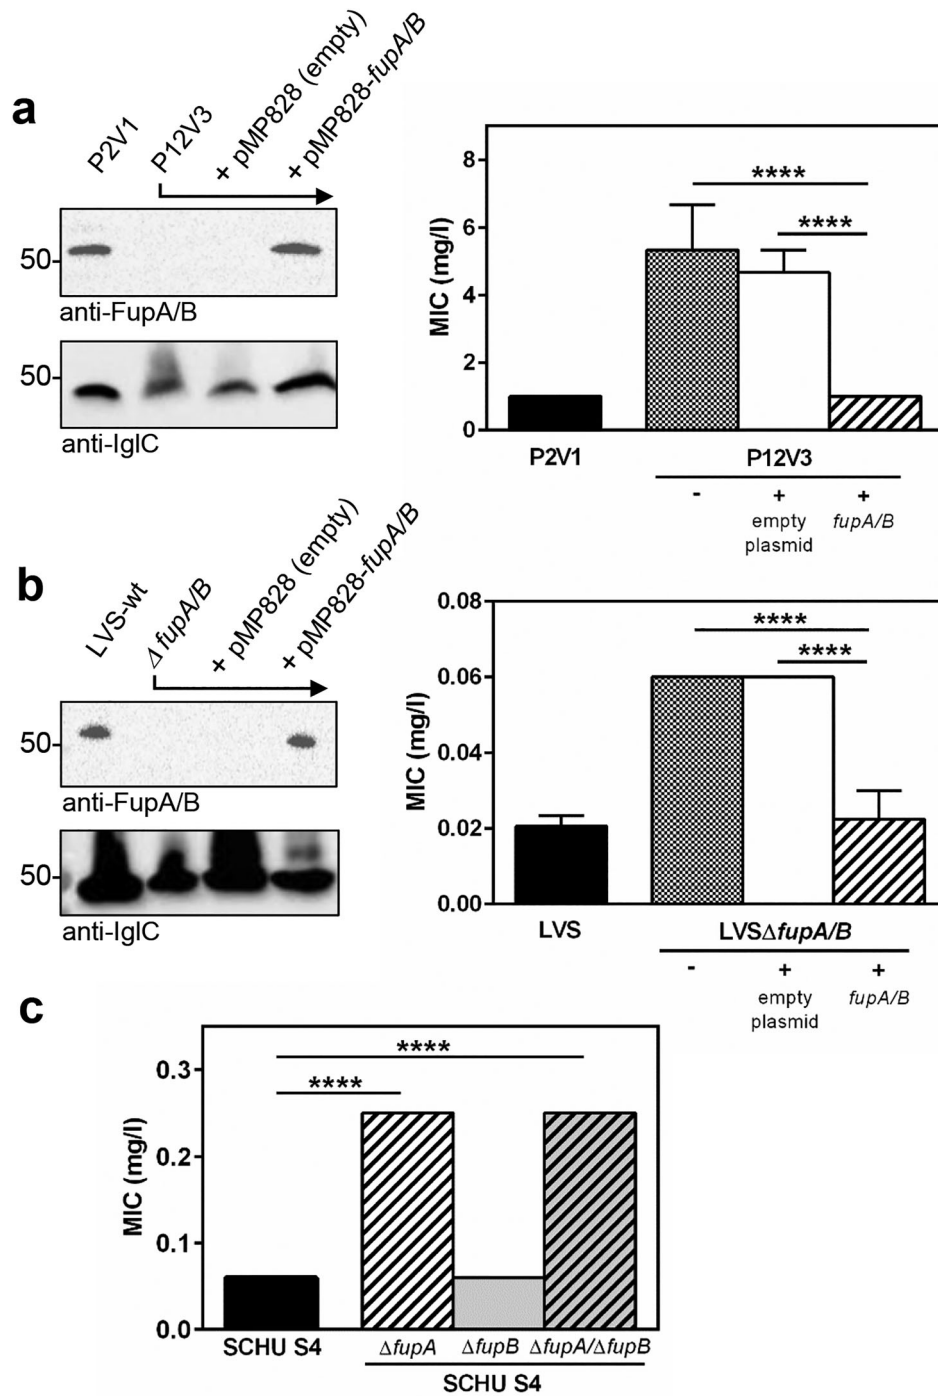 a
P2V1
P12V3
+ pMP828 (empty)
+ pMP828-fupA/B
50
anti-FupA/B
50
anti-IglC
MIC (mg/l)
8
6
4
2
0
****
****
P2V1
P12V3
- + +
empty plasmid
fupA/B
b
LVS-wt
Δ fupA/B
+ pMP828 (empty)
+ pMP828-fupA/B
50
anti-FupA/B
50
anti-IglC
MIC (mg/l)
0.08
0.06
0.04
0.02
0.00
****
****
LVS
LVSΔfupA/B
- + +
empty plasmid
fupA/B
c
MIC (mg/l)
0.3
0.2
0.1
0.0
****
****
SCHU S4
ΔfupA
ΔfupB
ΔfupA/ΔfupB
SCHU S4